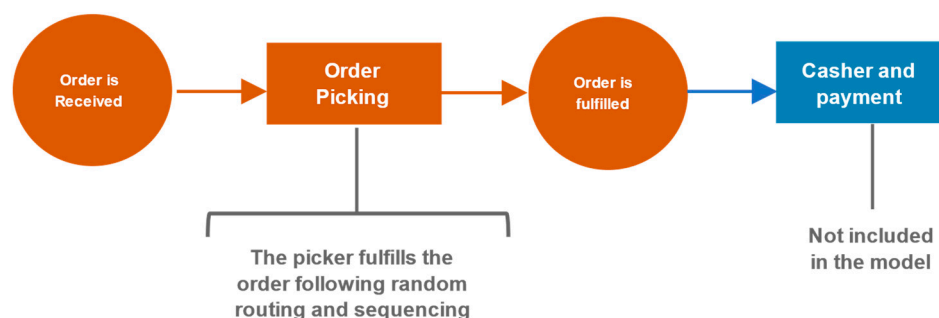 Order is
Received
Order
Picking
Order is
fulfilled
Casher and
payment
The picker fulfills the
order following random
routing and sequencing
Not included
in the model